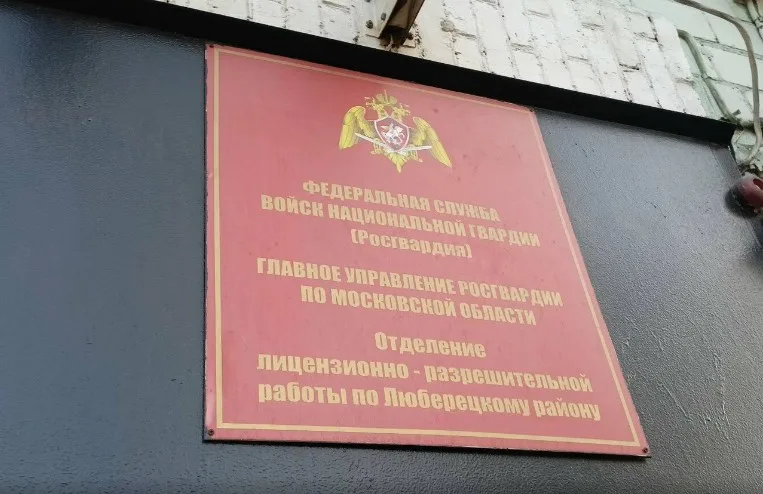 ФЕДЕРАЛЬНАЯ СЛУЖБА
ВОЙСК НАЦИОНАЛЬНОЙ ГВАРДИИ
(Росгвардия)
ГЛАВНОЕ УПРАВЛЕНИЕ РОСГВАРДИИ
ПО МОСКОВСКОЙ ОБЛАСТИ
Отделение
лицензионно - разрешительной
работы по Люберецкому району